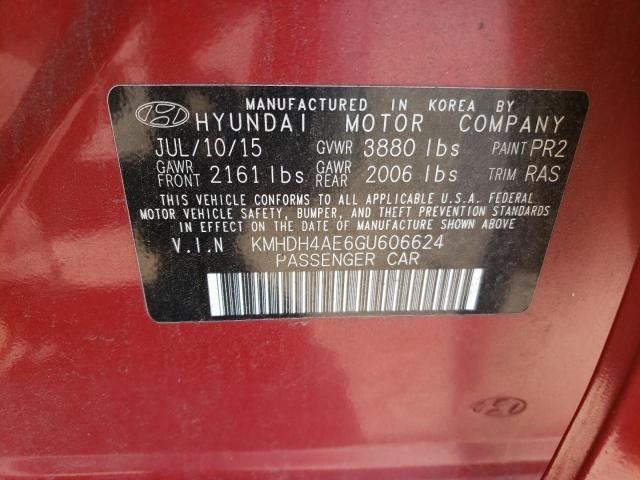 MANUFACTURED IN KOREA BY
HYUNDAI MOTOR COMPANY
JUL/10/15 GVWR 3880 lbs PAINT PR2
GAWR FRONT 2161 lbs GAWR REAR 2006 lbs TRIM RAS
THIS VEHICLE CONFORMS TO ALL APPLICABLE U.S.A. FEDERAL
MOTOR VEHICLE SAFETY, BUMPER, AND THEFT PREVENTION STANDARDS
IN EFFECT ON THE DATE OF MANUFACTURE SHOWN ABOVE
V.I.N KMHDH4AE6GU606624
PASSENGER CAR